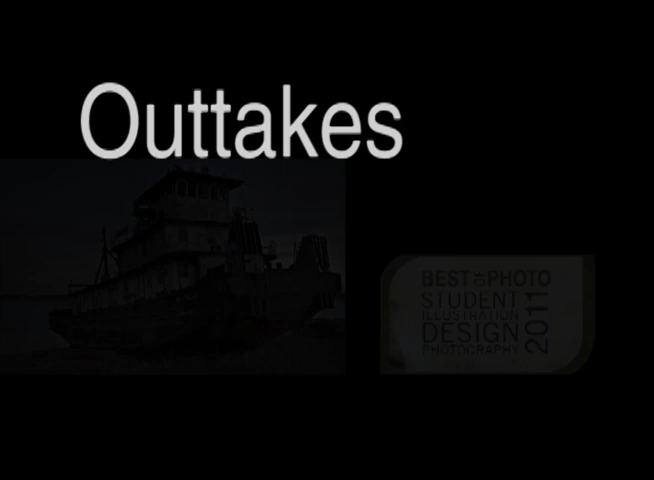 Outtakes
BEST OF PHOTO
STUDENT
ILLUSTRATION
DESIGN
PHOTOGRAPHY
2011